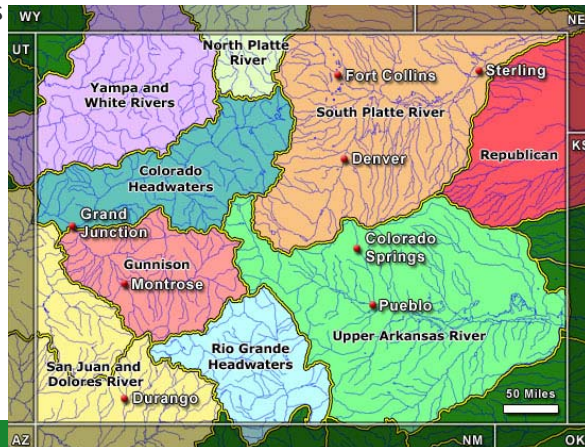 s
WY
NE
UT
North Platte
River
Yampa and
White Rivers
Fort Collins
Sterling
South Platte River
KS
Republican
Denver
Colorado
Headwaters
Grand
Junction
Colorado
Springs
Gunnison
Montrose
Pueblo
Upper Arkansas River
Rio Grande
Headwaters
San Juan and
Dolores River
Durango
50 Miles
AZ
NM
OK